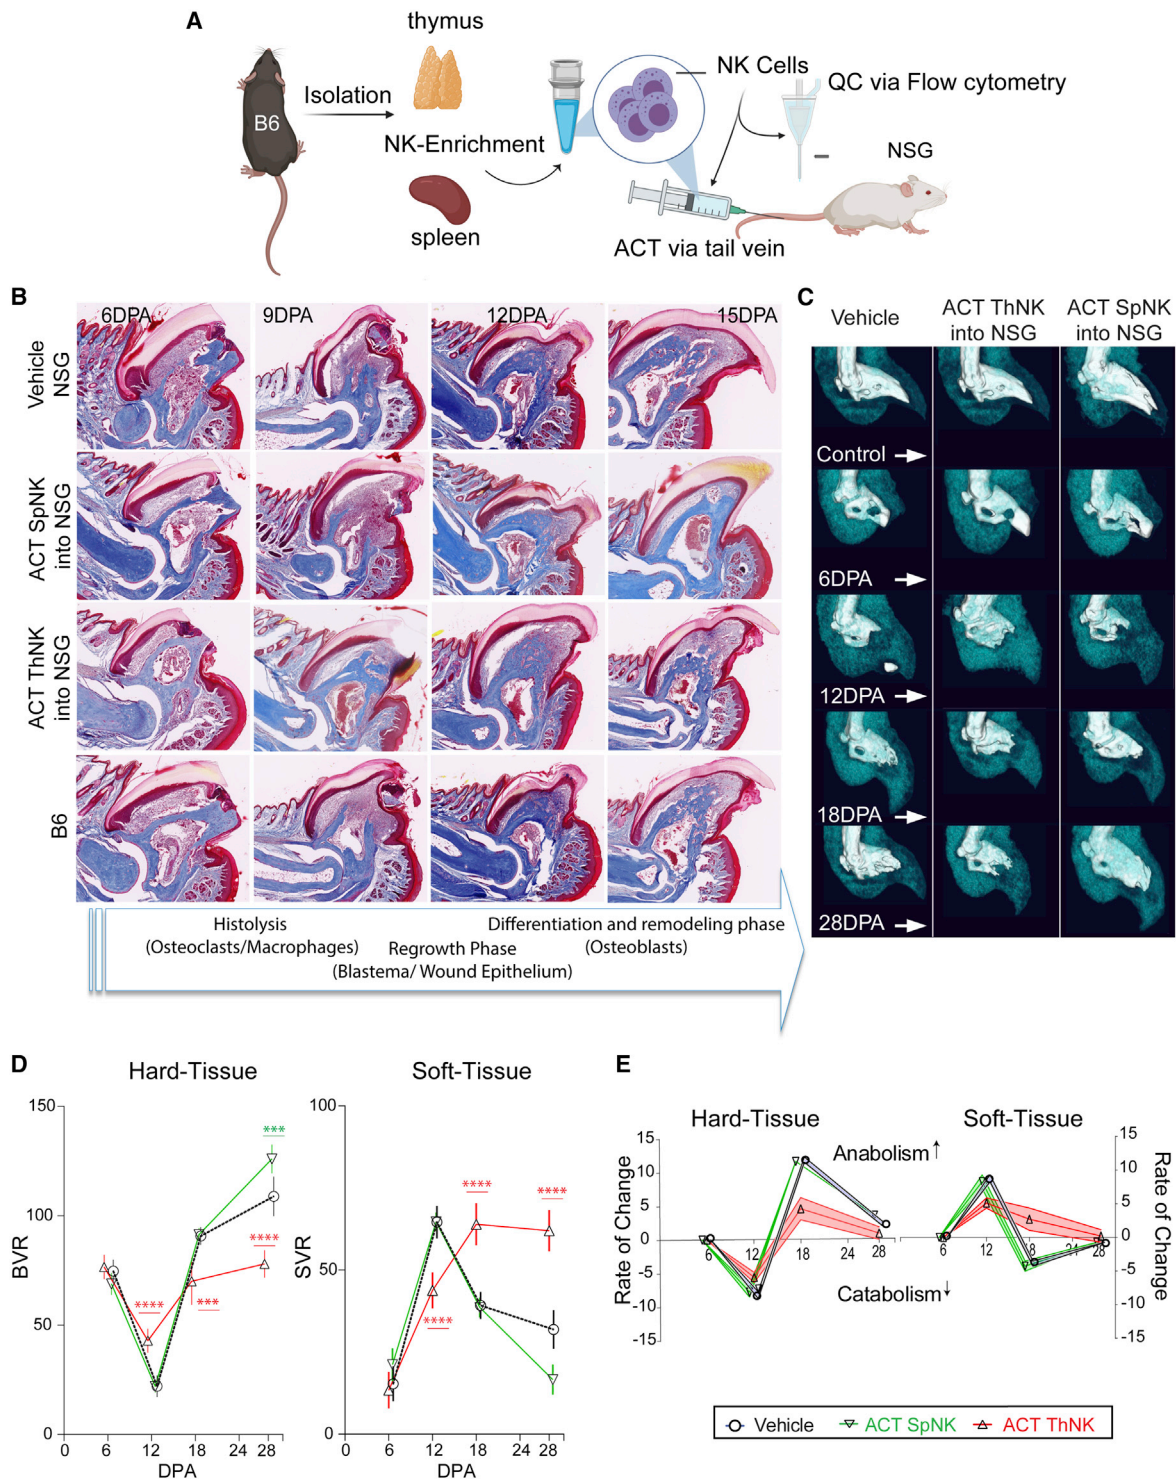 A
thymus
Isolation
B6
NK-Enrichment
spleen
NK Cells
QC via Flow cytometry
NSG
ACT via tail vein
B
6DPA
9DPA
12DPA
15DPA
Vehicle
NSG
ACT SpNK
into NSG
ACT ThNK
into NSG
B6
Histolysis
(Osteoclasts/Macrophages)
Regrowth Phase
(Blastema/ Wound Epithelium)
Differentiation and remodeling phase
(Osteoblasts)
C
Vehicle
ACT ThNK
into NSG
ACT SpNK
into NSG
Control
6DPA
12DPA
18DPA
28DPA
D
Hard-Tissue
BVR
150
100
50
0
0 6 12 18 24 28
DPA
***
****
****
***
Soft-Tissue
SVR
100
50
0
0 6 12 18 24 28
DPA
****
****
****
E
Hard-Tissue
Rate of Change
15
10
5
0
-5
-10
-15
6 12 18 24 28
Anabolism↑
Catabolism↓
Soft-Tissue
6 12 18 24 28
15
10
5
0
-5
-10
-15
Rate of Change
Vehicle ACT SpNK ACT ThNK